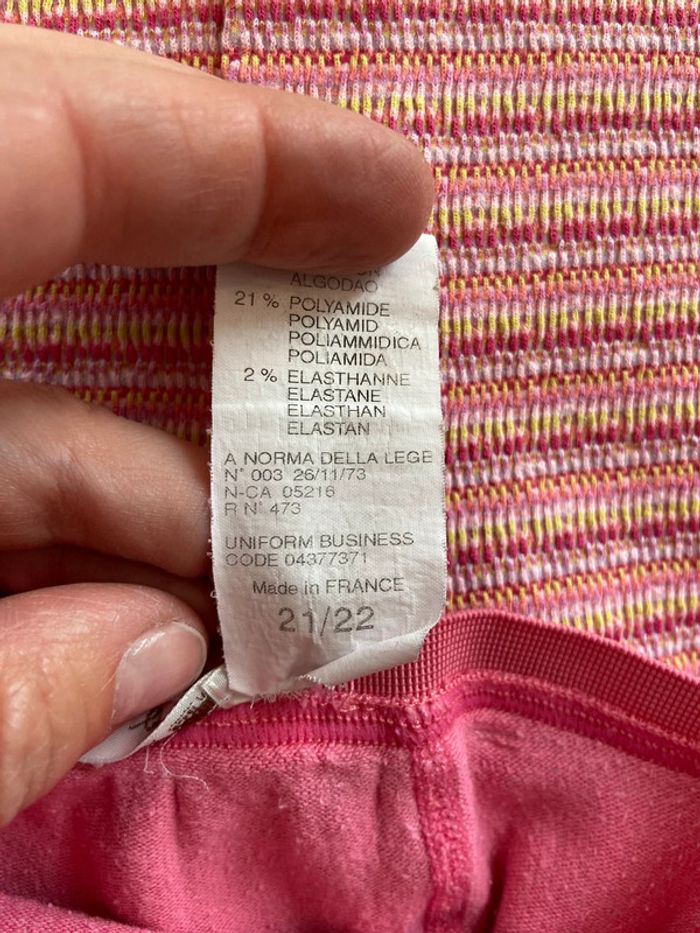 ALGODAO
21 % POLYAMIDE
POLYAMID
POLIAMMIDICA
POLIAMIDA
2 % ELASTHANNE
ELASTANE
ELASTHAN
ELASTAN
A NORMA DELLA LEGE
N° 003 26/11/73
N-CA 05216
R N° 473
UNIFORM BUSINESS
CODE 04377371
Made in FRANCE
21/22